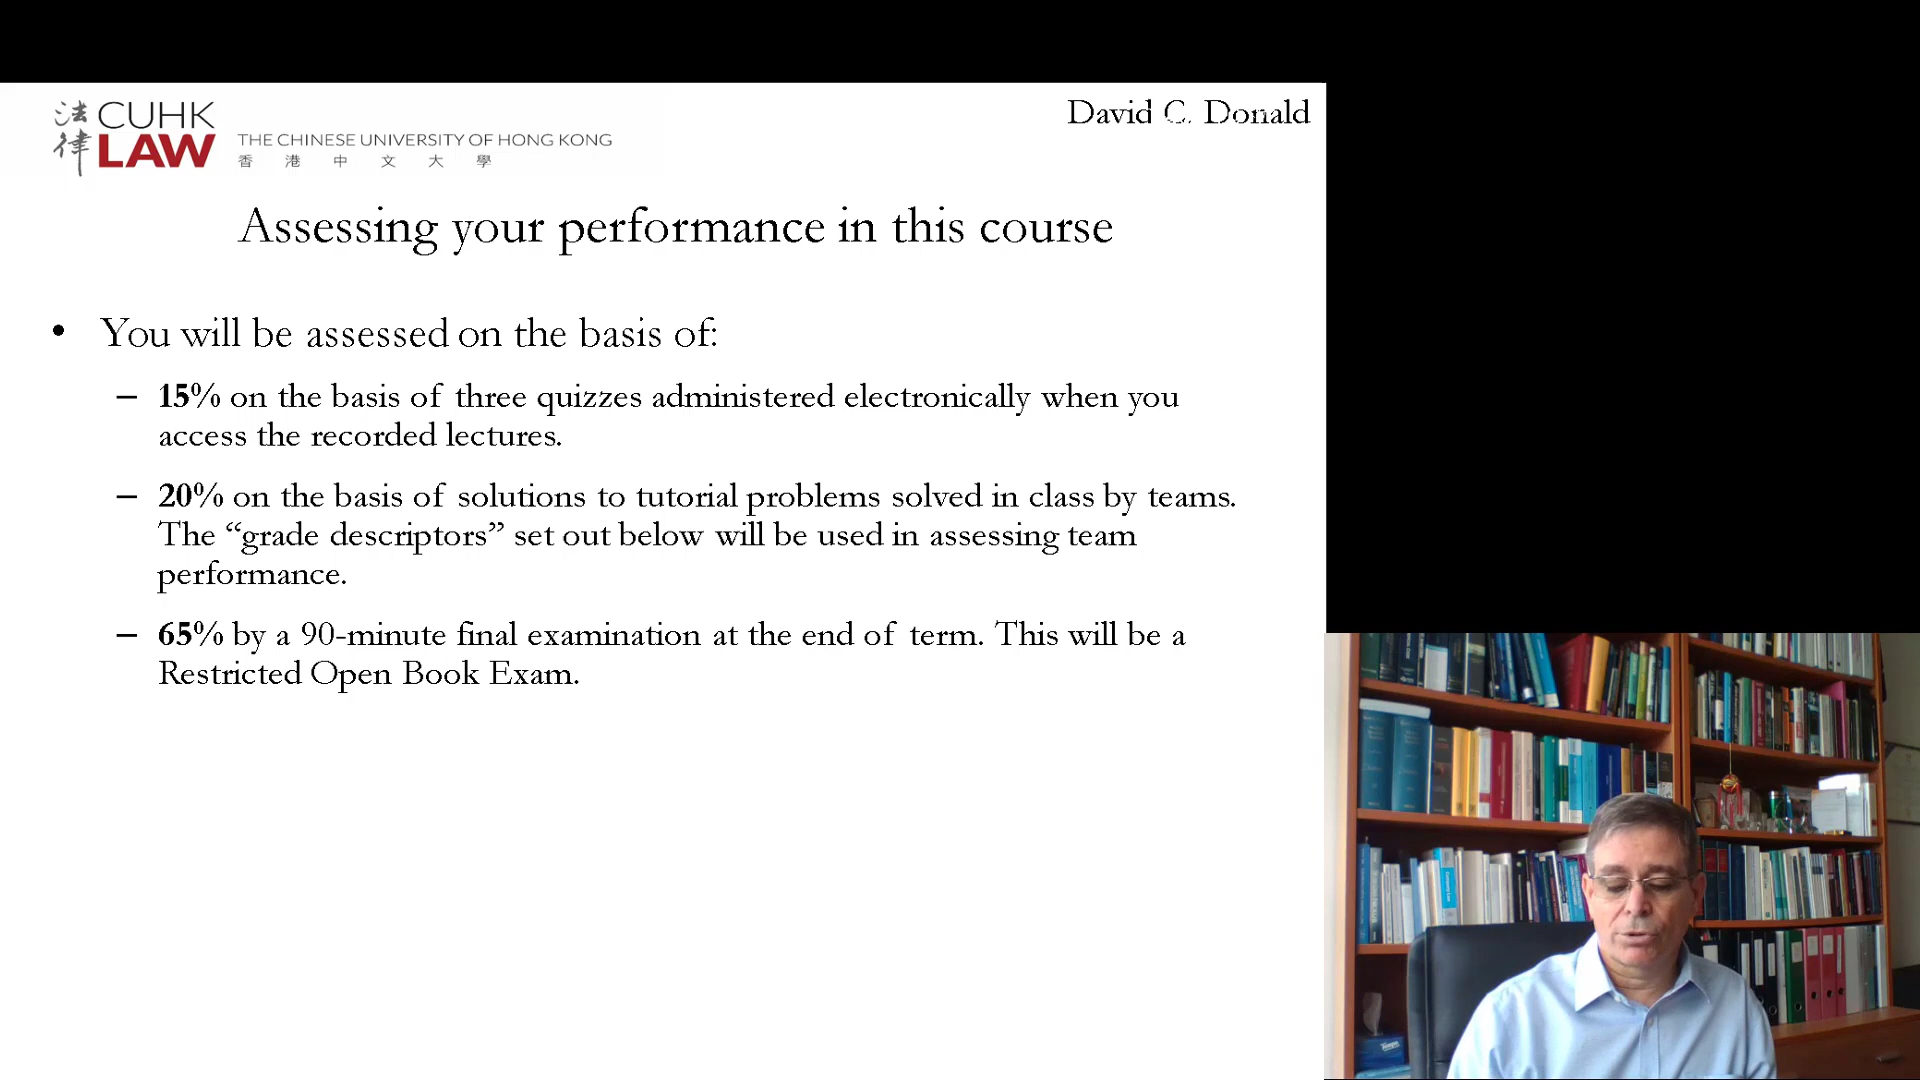 法律 CUHK LAW
THE CHINESE UNIVERSITY OF HONG KONG
香港中文大學
David C. Donald
Assessing your performance in this course
• You will be assessed on the basis of:
– 15% on the basis of three quizzes administered electronically when you
access the recorded lectures.
– 20% on the basis of solutions to tutorial problems solved in class by teams.
The “grade descriptors” set out below will be used in assessing team
performance.
– 65% by a 90-minute final examination at the end of term. This will be a
Restricted Open Book Exam.